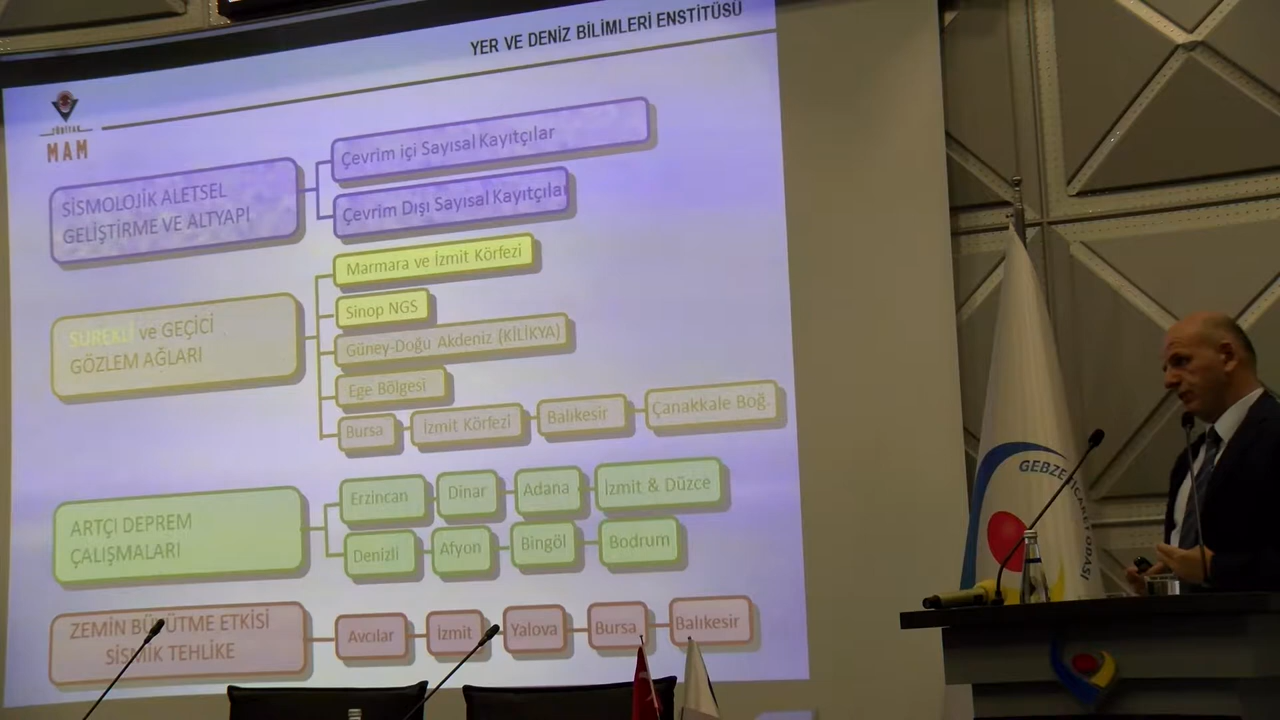 YER VE DENİZ BİLİMLERİ ENSTİTÜSÜ
TÜBİTAK
MAM
SİSMOLOJİK ALETSEL
GELİŞTİRME VE ALTYAPI
Çevrim içi Sayısal Kayıtçılar
Çevrim Dışı Sayısal Kayıtçılar
SÜREKLİ ve GEÇİCİ
GÖZLEM AĞLARI
Marmara ve İzmit Körfezi
Sinop NGS
Güney-Doğu Akdeniz (KİLİKYA)
Ege Bölgesi
Bursa
İzmit Körfezi
Balıkesir
Çanakkale Boğ.
ARTÇI DEPREM
ÇALIŞMALARI
Erzincan
Dinar
Adana
İzmit & Düzce
Denizli
Afyon
Bingöl
Bodrum
ZEMİN BÜYÜTME ETKİSİ
SİSMİK TEHLİKE
Avcılar
İzmit
Yalova
Bursa
Balıkesir
GEBZE TİCARET ODASI